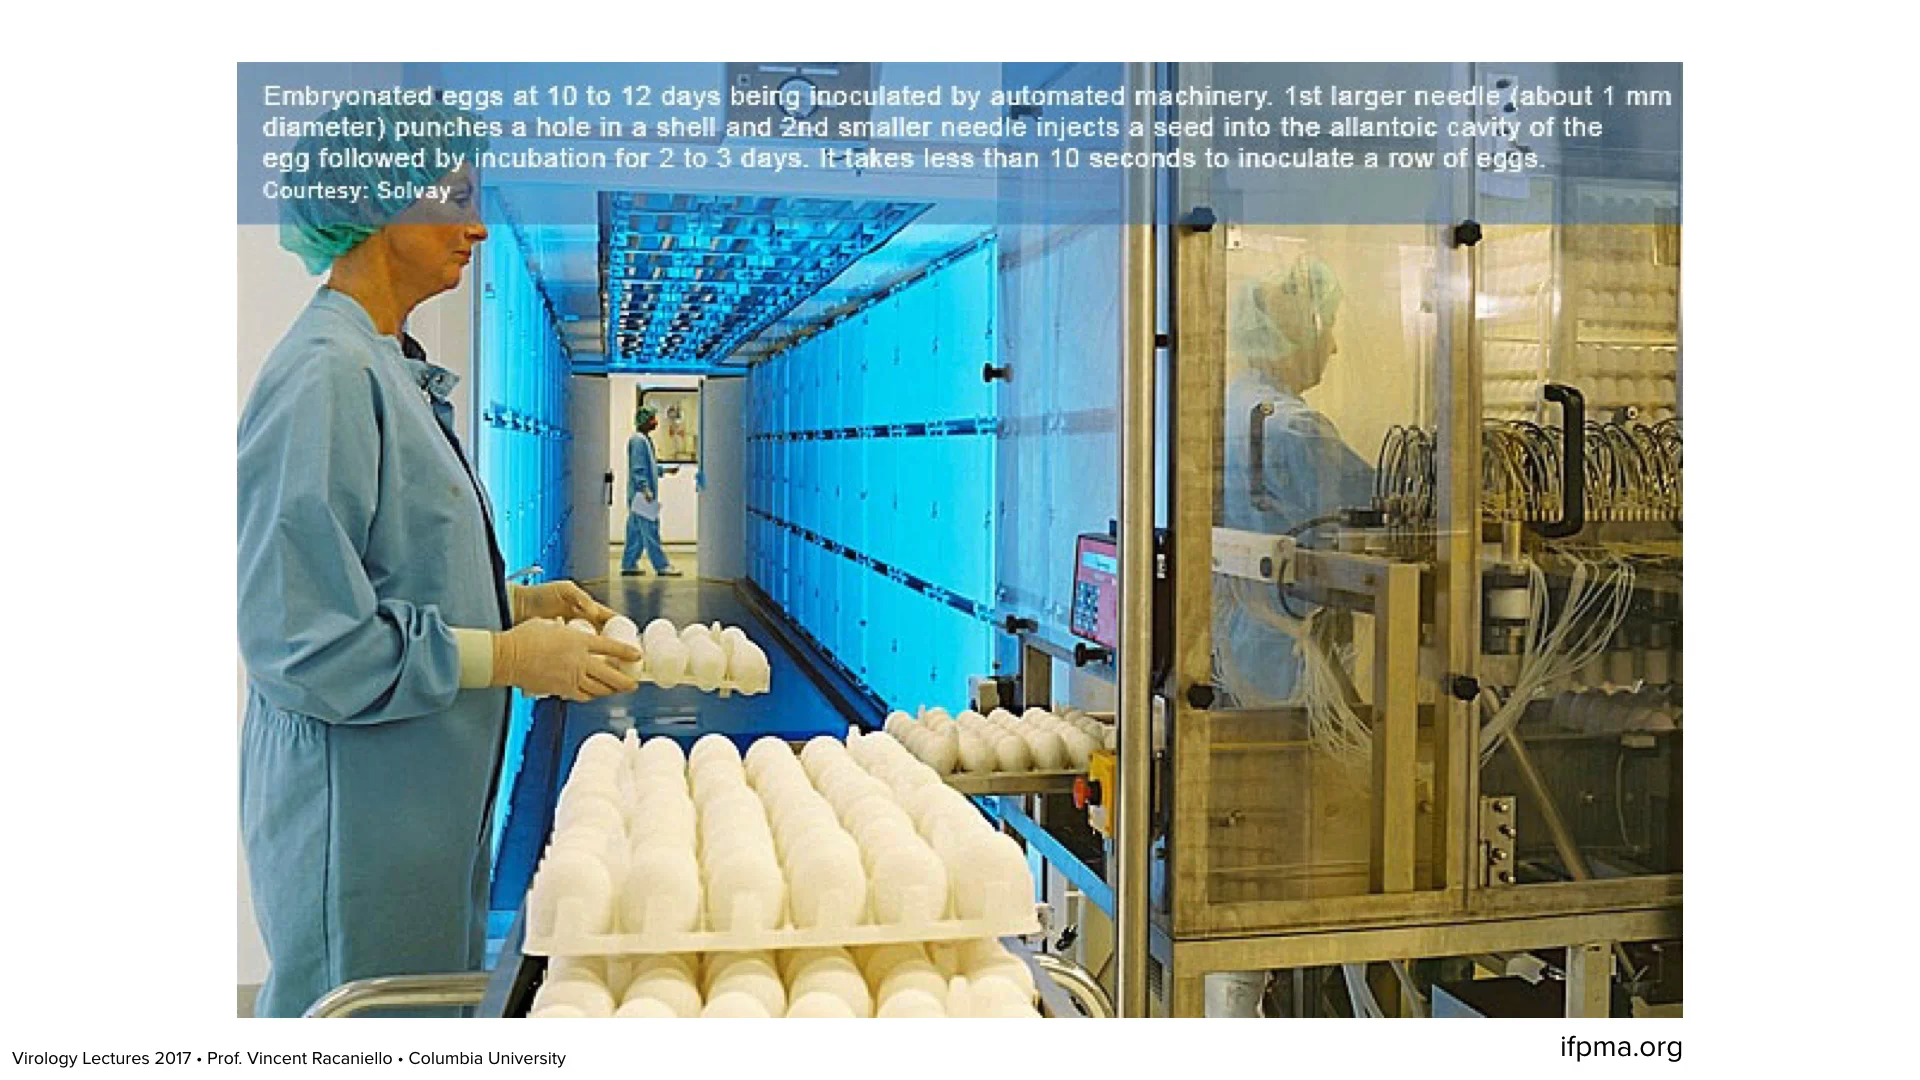 Embryonated eggs at 10 to 12 days being inoculated by automated machinery. 1st larger needle (about 1 mm
diameter) punches a hole in a shell and 2nd smaller needle injects a seed into the allantoic cavity of the
egg followed by incubation for 2 to 3 days. It takes less than 10 seconds to inoculate a row of eggs.
Courtesy: Solvay
ifpma.org
Virology Lectures 2017 • Prof. Vincent Racaniello • Columbia University